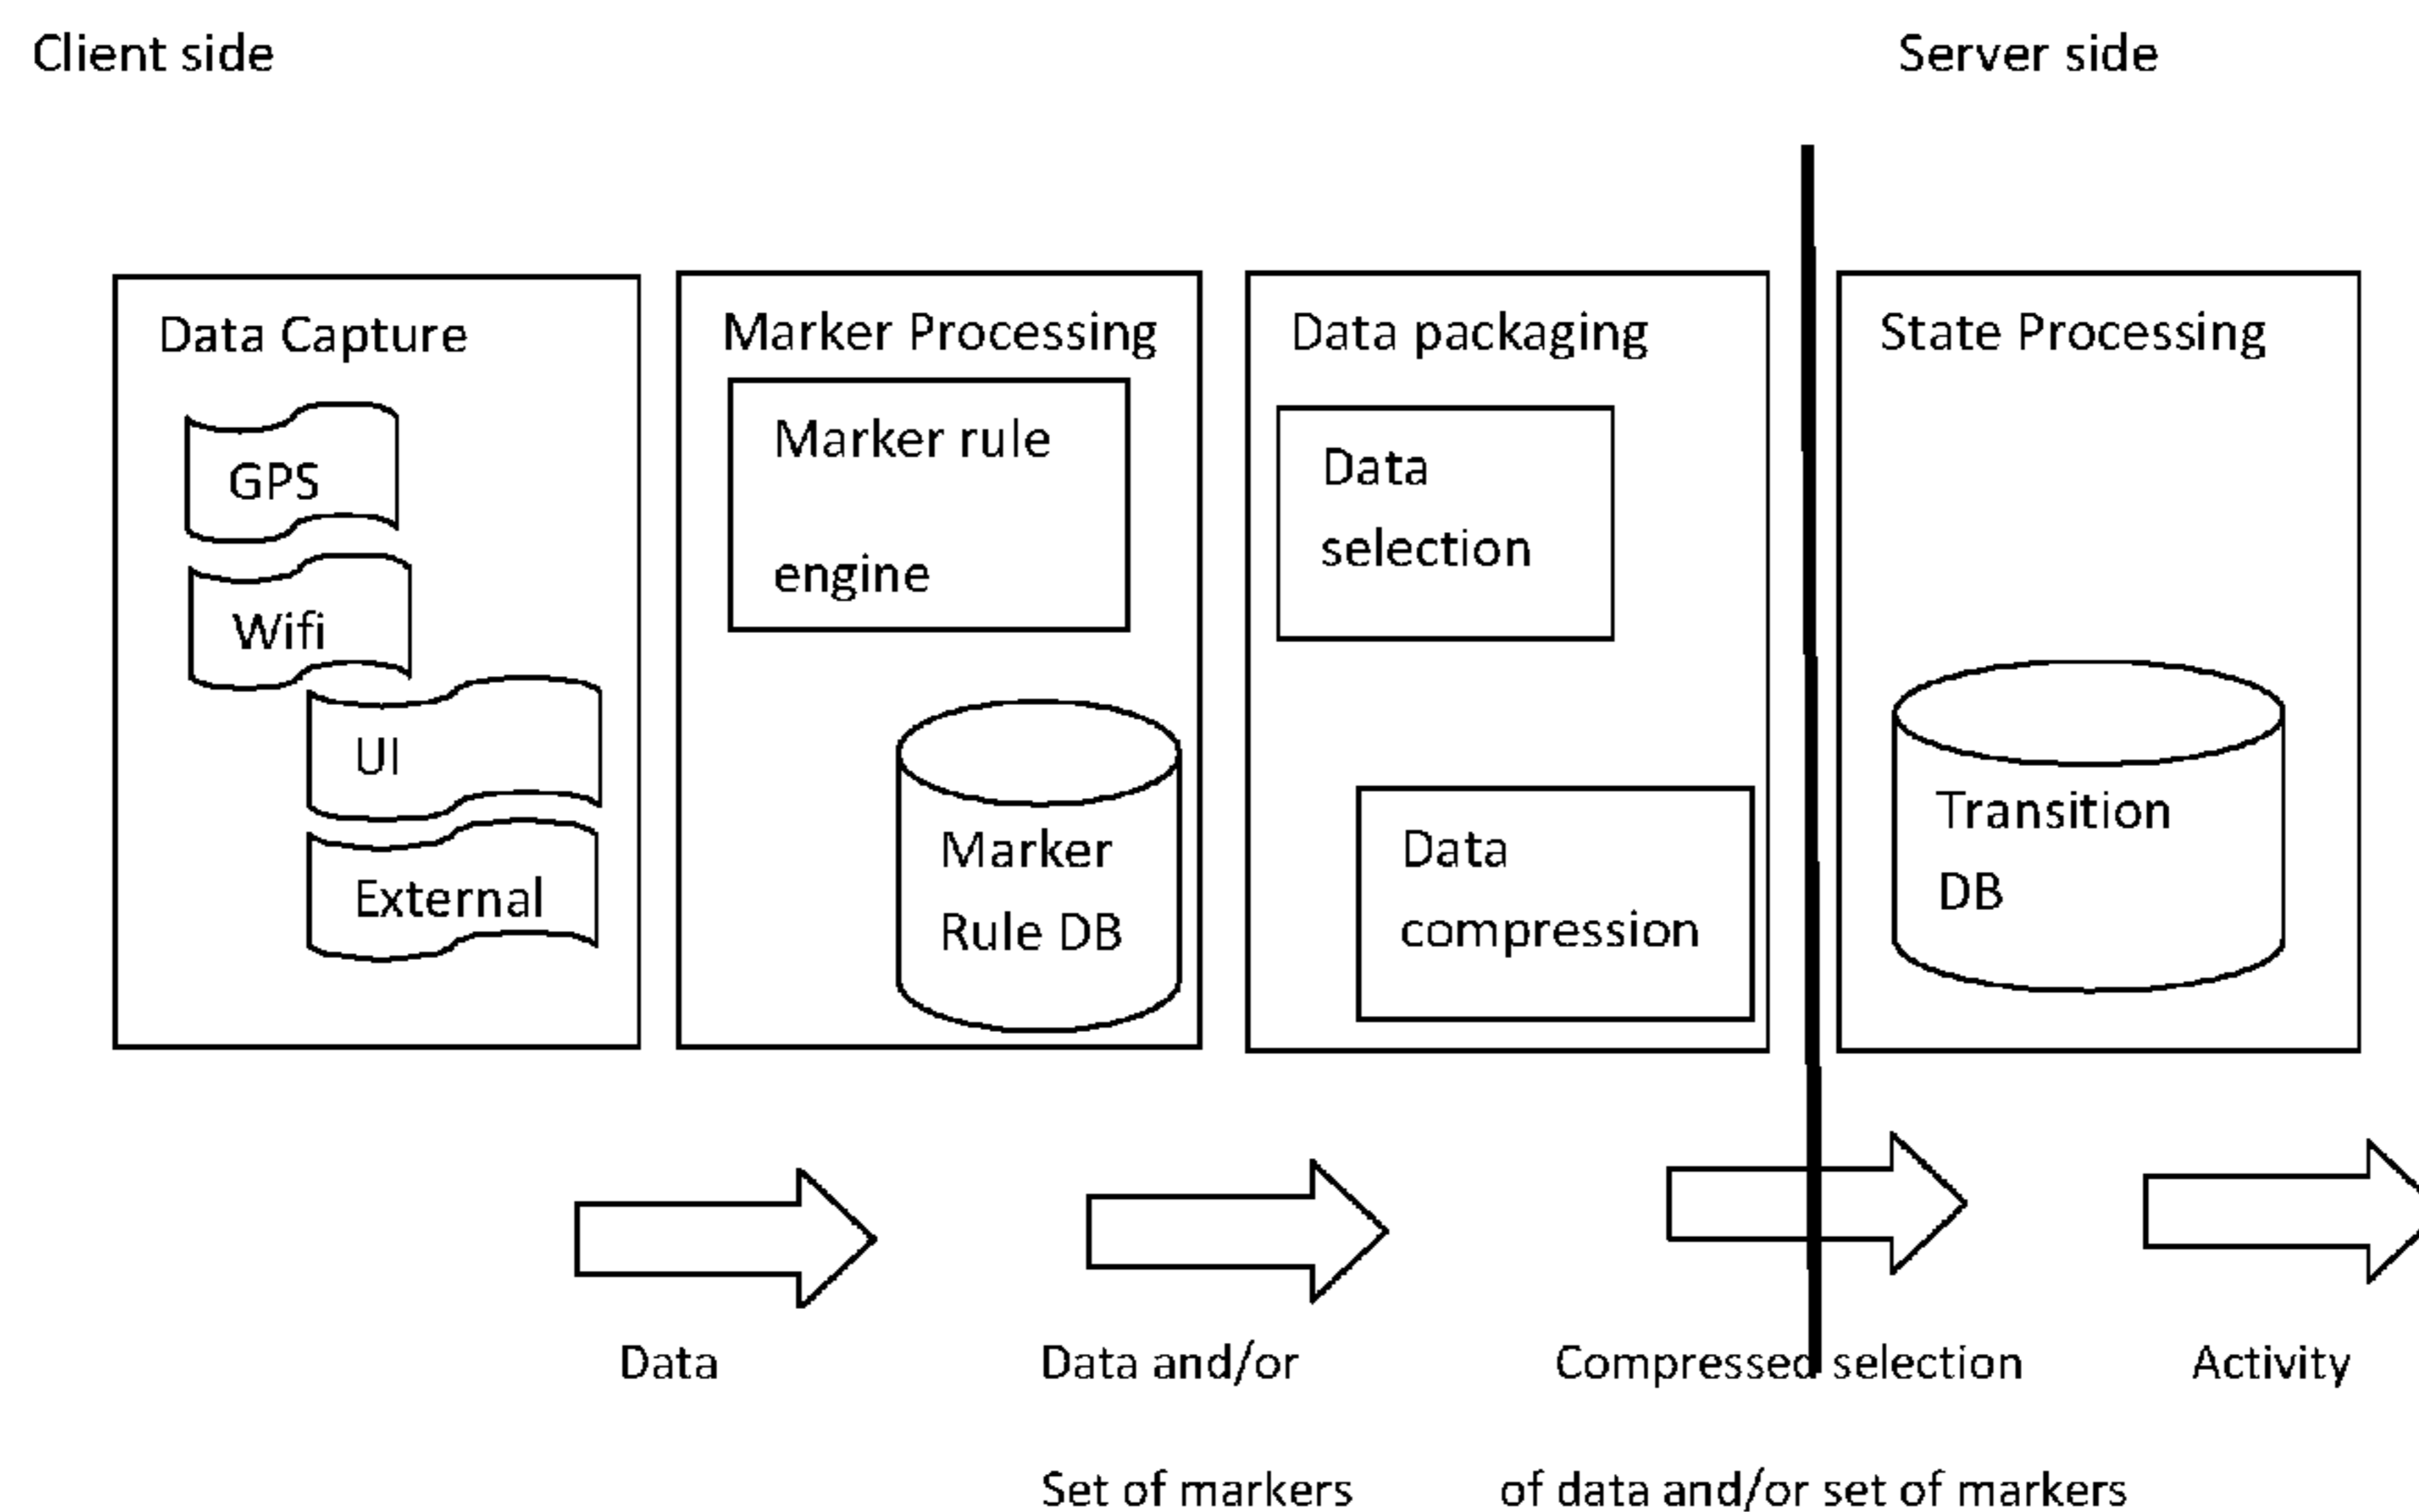 Client side
Server side
Data Capture
GPS
Wifi
UI
External
Marker Processing
Marker rule
engine
Marker
Rule DB
Data packaging
Data
selection
Data
compression
State Processing
Transition
DB
Data
Data and/or
Set of markers
Compressed selection
of data and/or set of markers
Activity